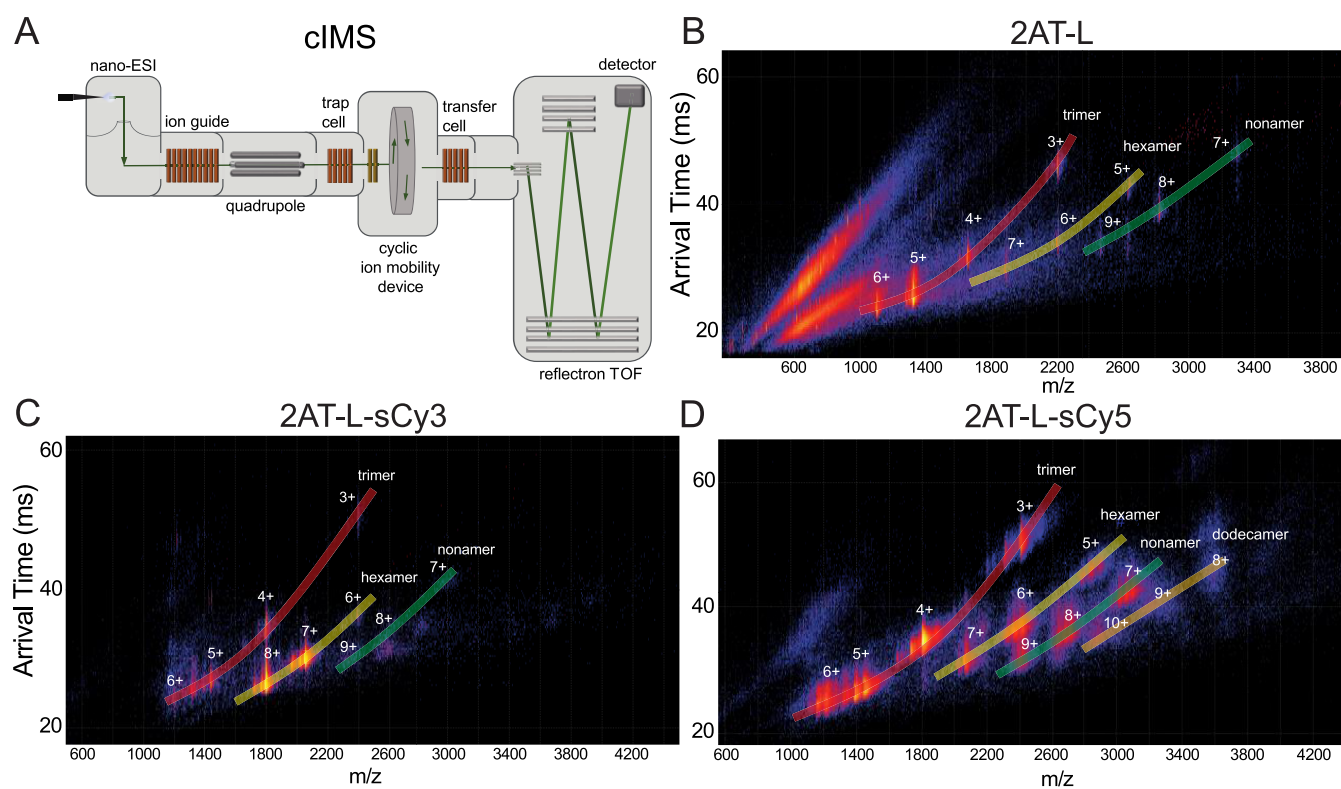 A
cIMS
nano-ESI
ion guide
quadrupole
trap
cell
cyclic
ion mobility
device
transfer
cell
detector
reflectron TOF
B
2AT-L
Arrival Time (ms)
60
40
20
600 1000 1400 1800 2200 2600 3000 3400 3800
m/z
trimer
3+
4+
5+
6+
hexamer
5+
6+
7+
nonamer
7+
8+
9+
C
2AT-L-sCy3
Arrival Time (ms)
60
40
20
600 1000 1400 1800 2200 2600 3000 3400 3800 4200
m/z
trimer
3+
4+
5+
6+
hexamer
6+
7+
8+
nonamer
7+
8+
9+
D
2AT-L-sCy5
60
40
20
600 1000 1400 1800 2200 2600 3000 3400 3800 4200
m/z
trimer
3+
4+
5+
6+
hexamer
5+
6+
7+
nonamer
7+
8+
9+
dodecamer
8+
9+
10+